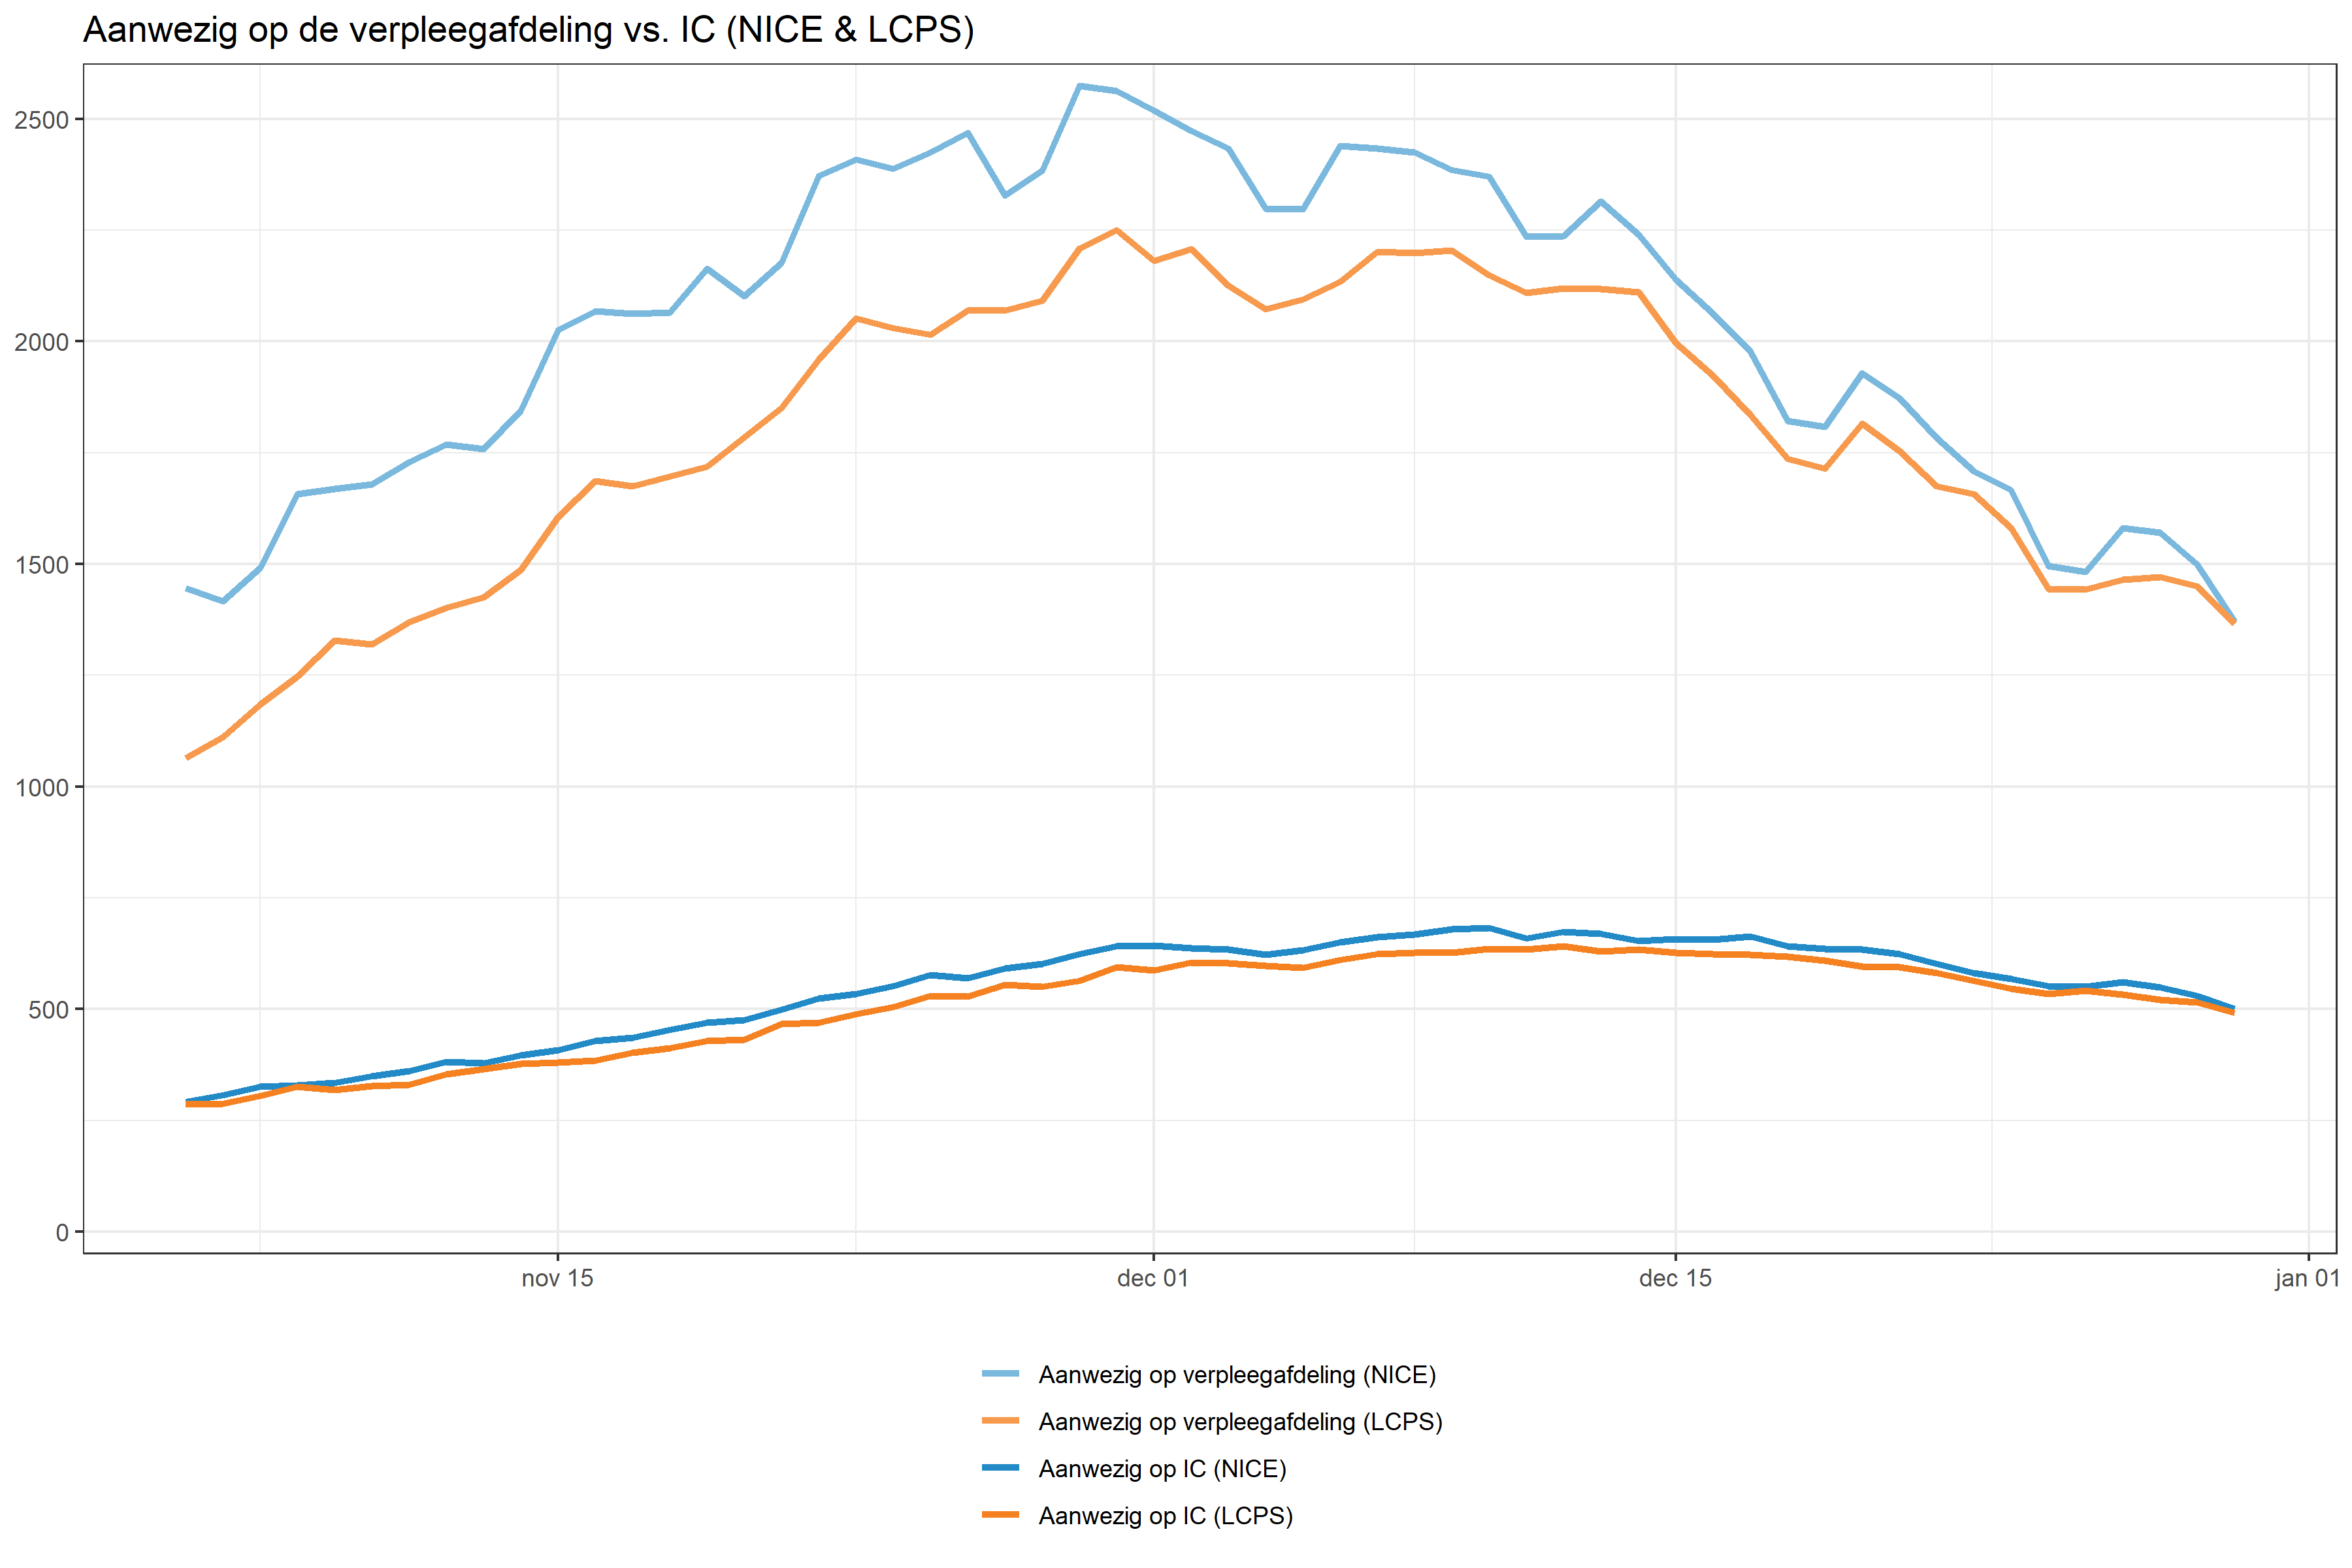 Aanwezig op de verpleegafdeling vs. IC (NICE & LCPS)
2500
2000
1500
1000
500
0
nov 15 dec 01 dec 15 jan 01
Aanwezig op verpleegafdeling (NICE)
Aanwezig op verpleegafdeling (LCPS)
Aanwezig op IC (NICE)
Aanwezig op IC (LCPS)